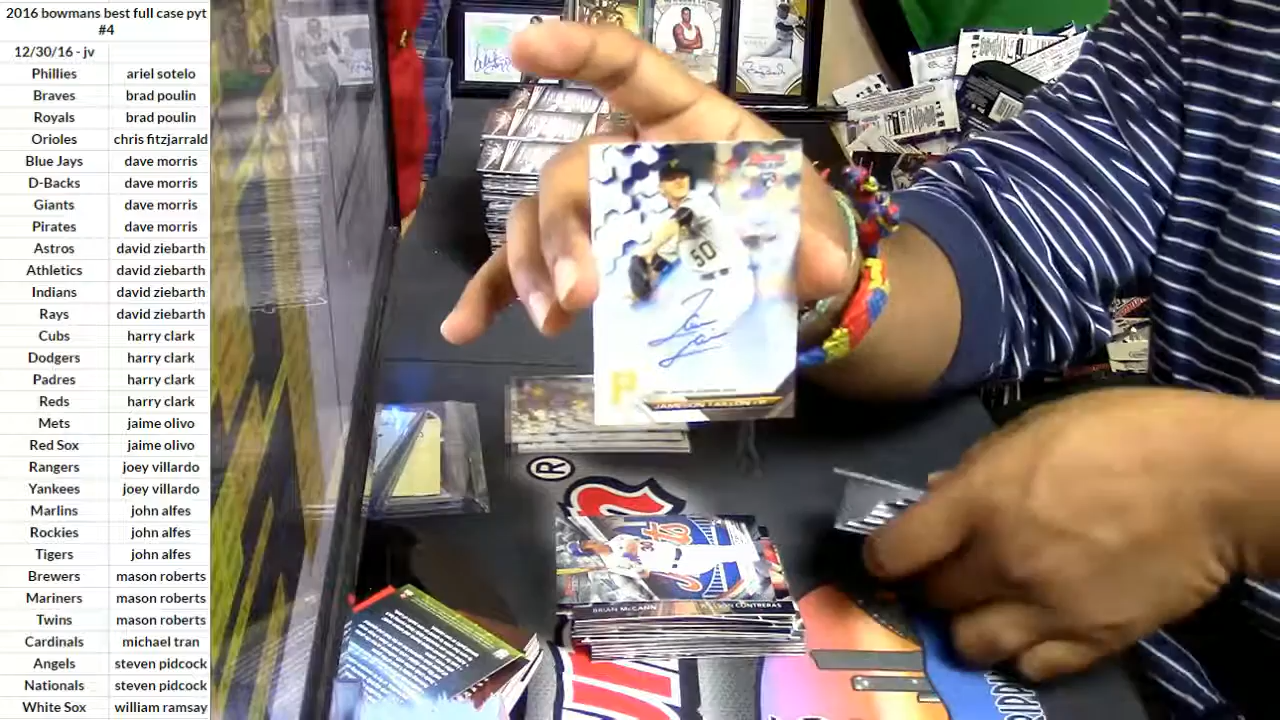 2016 bowmans best full case pyt
#4
12/30/16 - jv
Phillies ariel sotelo
Braves brad poulin
Royals brad poulin
Orioles chris fitzjarrald
Blue Jays dave morris
D-Backs dave morris
Giants dave morris
Pirates dave morris
Astros david ziebarth
Athletics david ziebarth
Indians david ziebarth
Rays david ziebarth
Cubs harry clark
Dodgers harry clark
Padres harry clark
Reds harry clark
Mets jaime olivo
Red Sox jaime olivo
Rangers joey villardo
Yankees joey villardo
Marlins john alfes
Rockies john alfes
Tigers john alfes
Brewers mason roberts
Mariners mason roberts
Twins mason roberts
Cardinals michael tran
Angels steven pidcock
Nationals steven pidcock
White Sox william ramsay
50
P
®
BRIAN McCANN
CONTRERAS